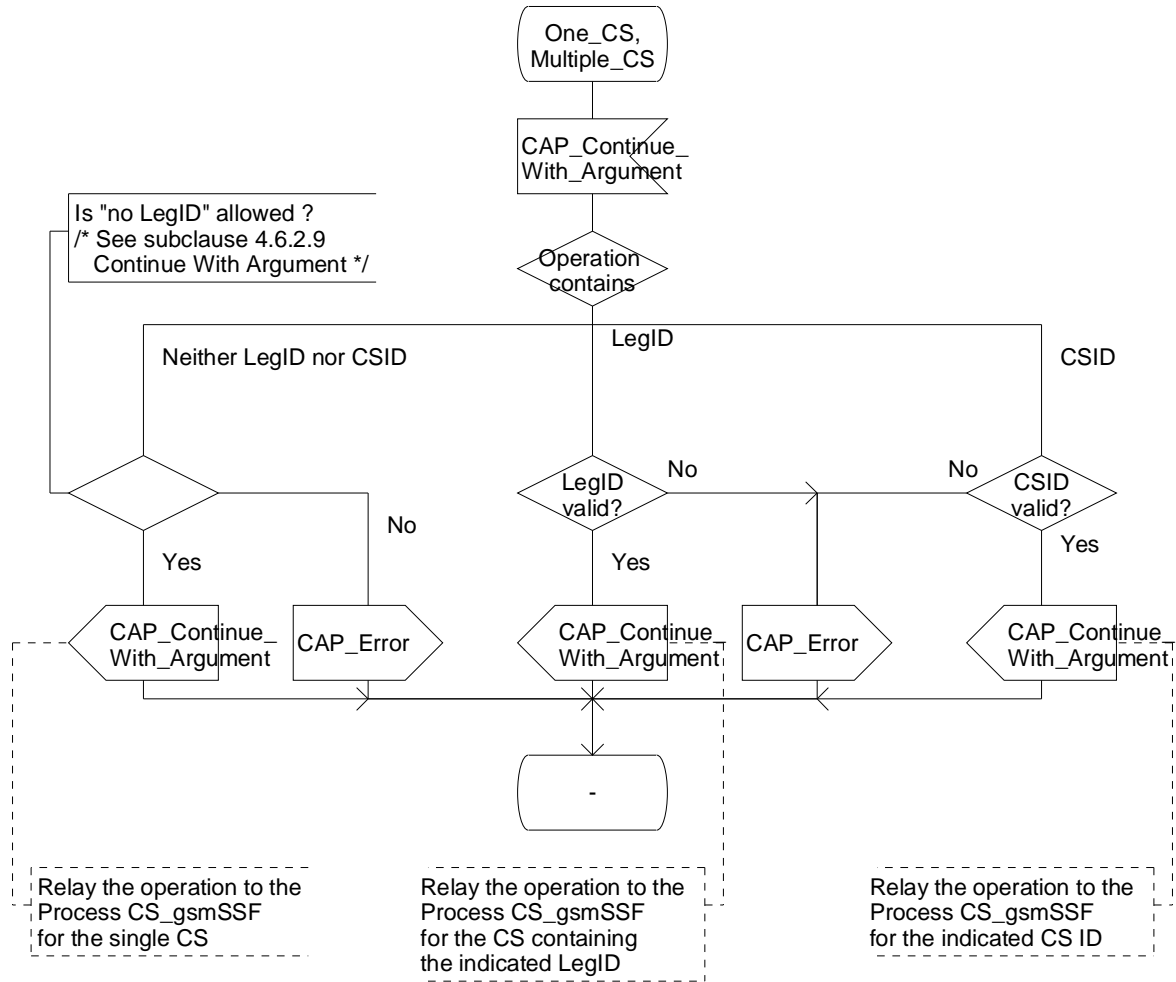 One_CS,
Multiple_CS
CAP_Continue_
With_Argument
Is "no LegID" allowed ?
/* See subclause 4.6.2.9
Continue With Argument */
Operation
contains
Neither LegID nor CSID
LegID
CSID
No
LegID
valid?
No
No
CSID
valid?
Yes
Yes
Yes
CAP_Continue_
With_Argument
CAP_Error
CAP_Continue_
With_Argument
CAP_Error
CAP_Continue_
With_Argument
-
Relay the operation to the
Process CS_gsmSSF
for the single CS
Relay the operation to the
Process CS_gsmSSF
for the CS containing
the indicated LegID
Relay the operation to the
Process CS_gsmSSF
for the indicated CS ID